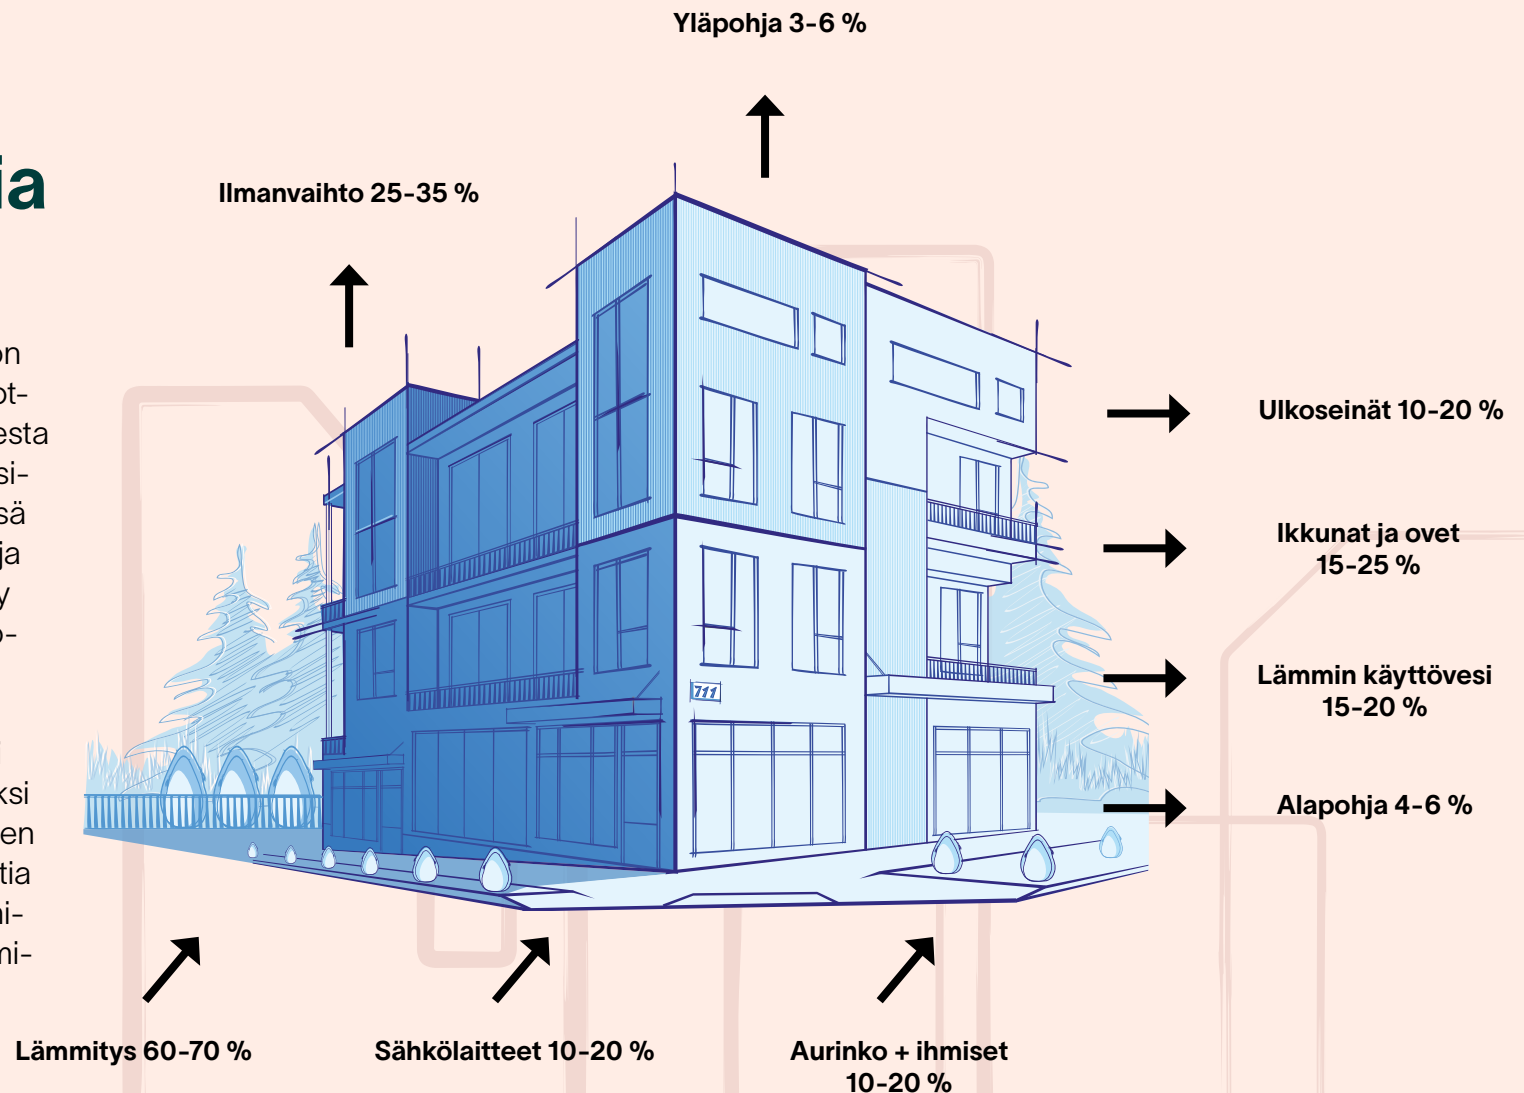 Yläpohja 3-6 %
Ilmanvaihto 25-35 %
Ulkoseinät 10-20 %
Ikkunat ja ovet
15-25 %
711
Lämmin käyttövesi
15-20 %
Alapohja 4-6 %
Lämmitys 60-70 %
Sähkölaitteet 10-20 %
Aurinko + ihmiset
10-20 %